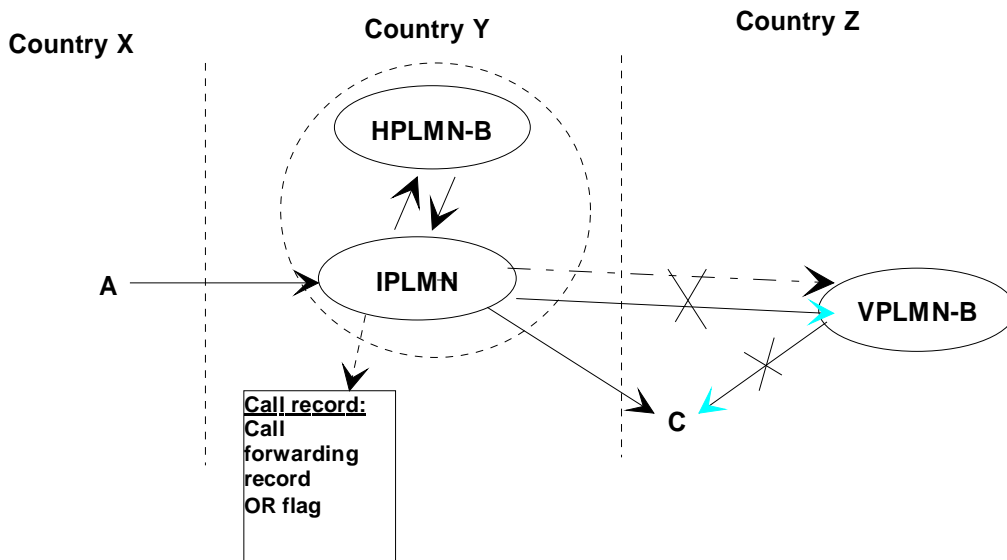 Country X
Country Y
Country Z
HPLMN-B
A
IPLMN
VPLMN-B
C
Call record:
Call
forwarding
record
OR flag